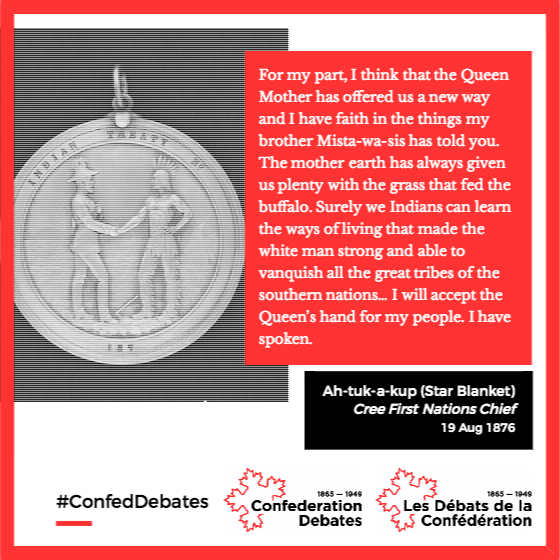 INDIAN TREATY No
187
For my part, I think that the Queen
Mother has offered us a new way
and I have faith in the things my
brother Mista-wa-sis has told you.
The mother earth has always given
us plenty with the grass that fed the
buffalo. Surely we Indians can learn
the ways of living that made the
white man strong and able to
vanquish all the great tribes of the
southern nations... I will accept the
Queen's hand for my people. I have
spoken.
Ah-tuk-a-kup (Star Blanket)
Cree First Nations Chief
19 Aug 1876
#ConfedDebates
1865 — 1949
Confederation
Debates
1865 — 1949
Les Débats de la
Confédération